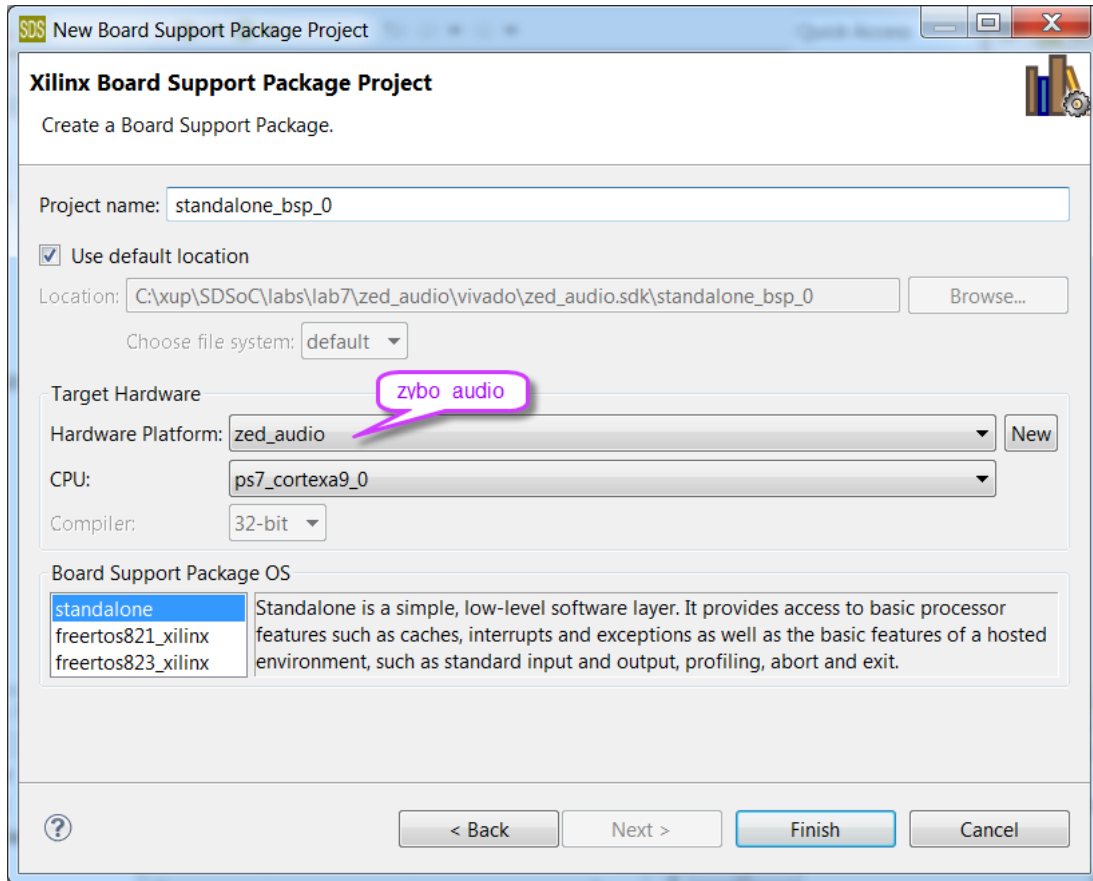 SDS New Board Support Package Project
Xilinx Board Support Package Project
Create a Board Support Package.
Project name: standalone_bsp_0
Use default location
Location: C:\xup\SDSoC\labs\lab7\zed_audio\vivado\zed_audio.sdk\standalone_bsp_0 Browse...
Choose file system: default
Target Hardware
zybo audio
Hardware Platform: zed_audio New
CPU: ps7_cortexa9_0
Compiler: 32-bit
Board Support Package OS
standalone
freertos821_xilinx
freertos823_xilinx
Standalone is a simple, low-level software layer. It provides access to basic processor
features such as caches, interrupts and exceptions as well as the basic features of a hosted
environment, such as standard input and output, profiling, abort and exit.
? < Back Next > Finish Cancel